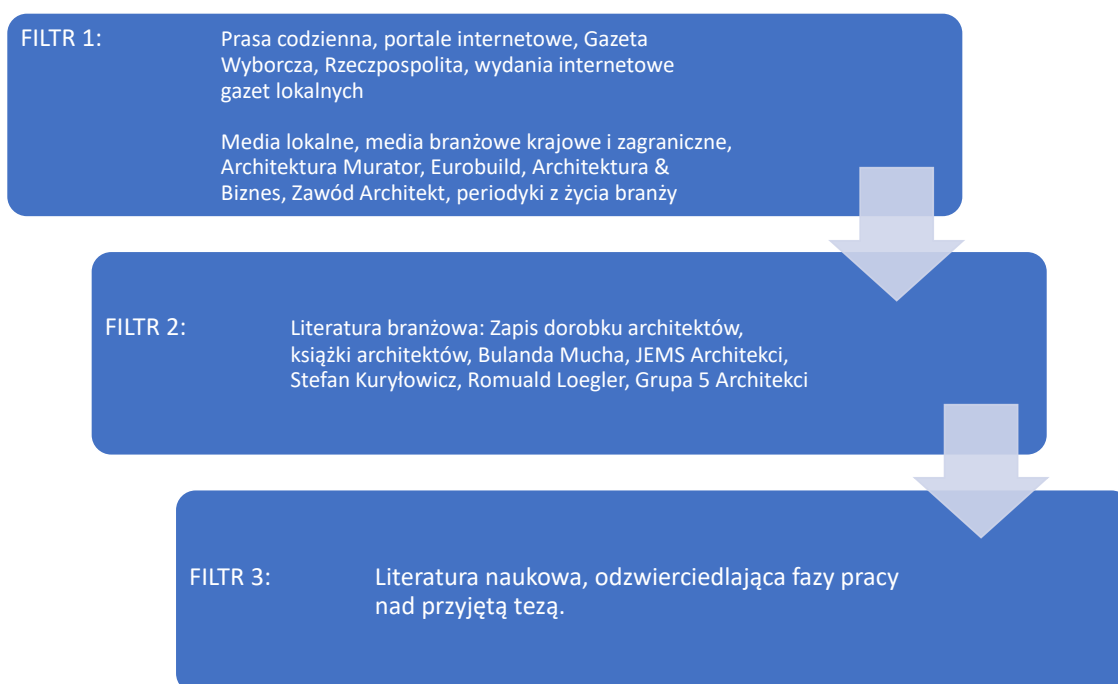 FILTR 1: Prasa codzienna, portale internetowe, Gazeta
Wyborcza, Rzeczpospolita, wydania internetowe
gazet lokalnych
Media lokalne, media branżowe krajowe i zagraniczne,
Architektura Murator, Eurobuild, Architektura &
Biznes, Zawód Architekt, periodyki z życia branży
FILTR 2: Literatura branżowa: Zapis dorobku architektów,
książki architektów, Bulanda Mucha, JEMS Architekci,
Stefan Kuryłowicz, Romuald Loegler, Grupa 5 Architekci
FILTR 3: Literatura naukowa, odzwierciedlająca fazy pracy
nad przyjętą tezą.